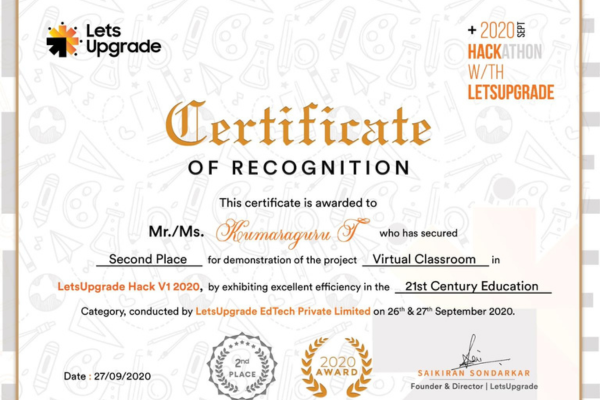 Lets
Upgrade
+ 2020 SEPT
HACKATHON
W/TH
LETSUPGRADE
Certificate
OF RECOGNITION
This certificate is awarded to
Mr./Ms. Kumaraguru T who has secured
Second Place for demonstration of the project Virtual Classroom in
LetsUpgrade Hack V1 2020, by exhibiting excellent efficiency in the 21st Century Education
Category, conducted by LetsUpgrade EdTech Private Limited on 26th & 27th September 2020.
2nd
PLACE
2020
AWARD
Date : 27/09/2020
SAIKIRAN SONDARKAR
Founder & Director | LetsUpgrade